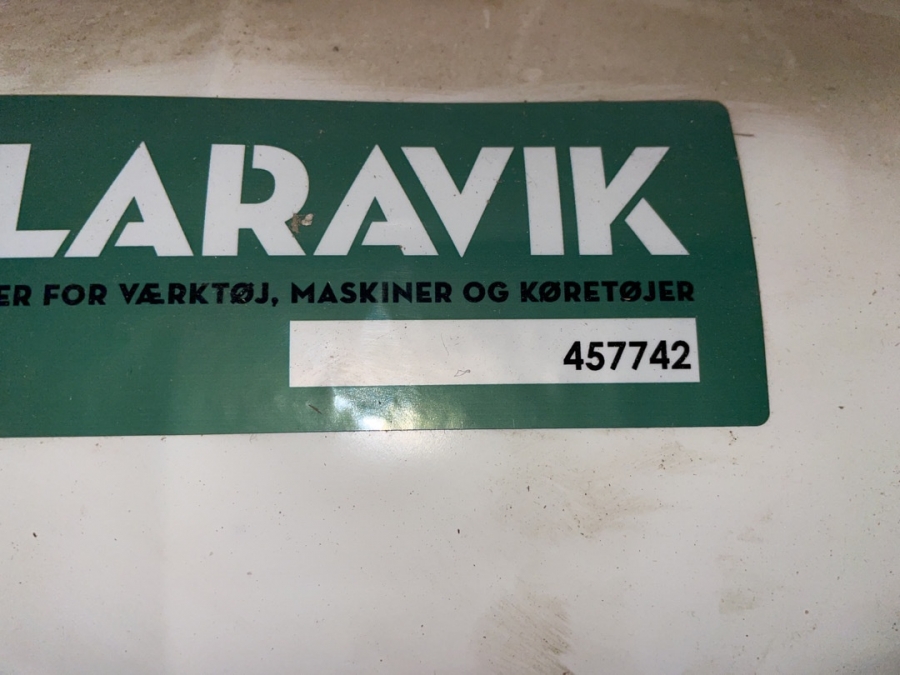 LARAVIK
ER FOR VÆRKTØJ, MASKINER OG KØRETØJER
457742